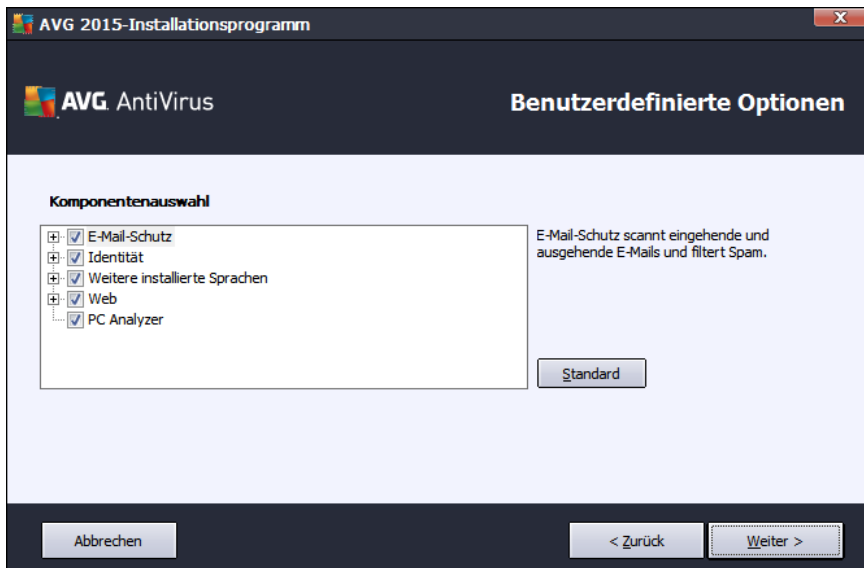 AVG 2015-Installationsprogramm
AVG. AntiVirus
Benutzerdefinierte Optionen
Komponentenauswahl
E-Mail-Schutz
Identität
Weitere installierte Sprachen
Web
PC Analyzer
E-Mail-Schutz scannt eingehende und
ausgehende E-Mails und filtert Spam.
Standard
Abbrechen
< Zurück
Weiter >